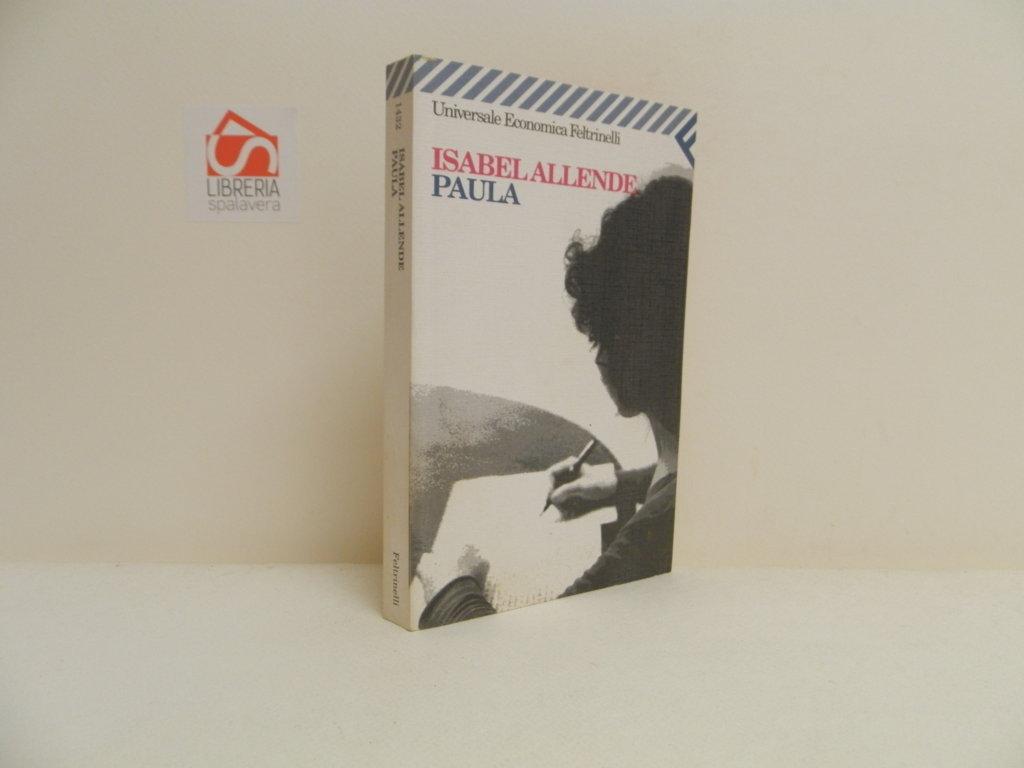 LIBRERIA
spalavera
1432
ISABEL ALLENDE
PAULA
Feltrinelli
Universale Economica Feltrinelli
ISABEL ALLENDE
PAULA